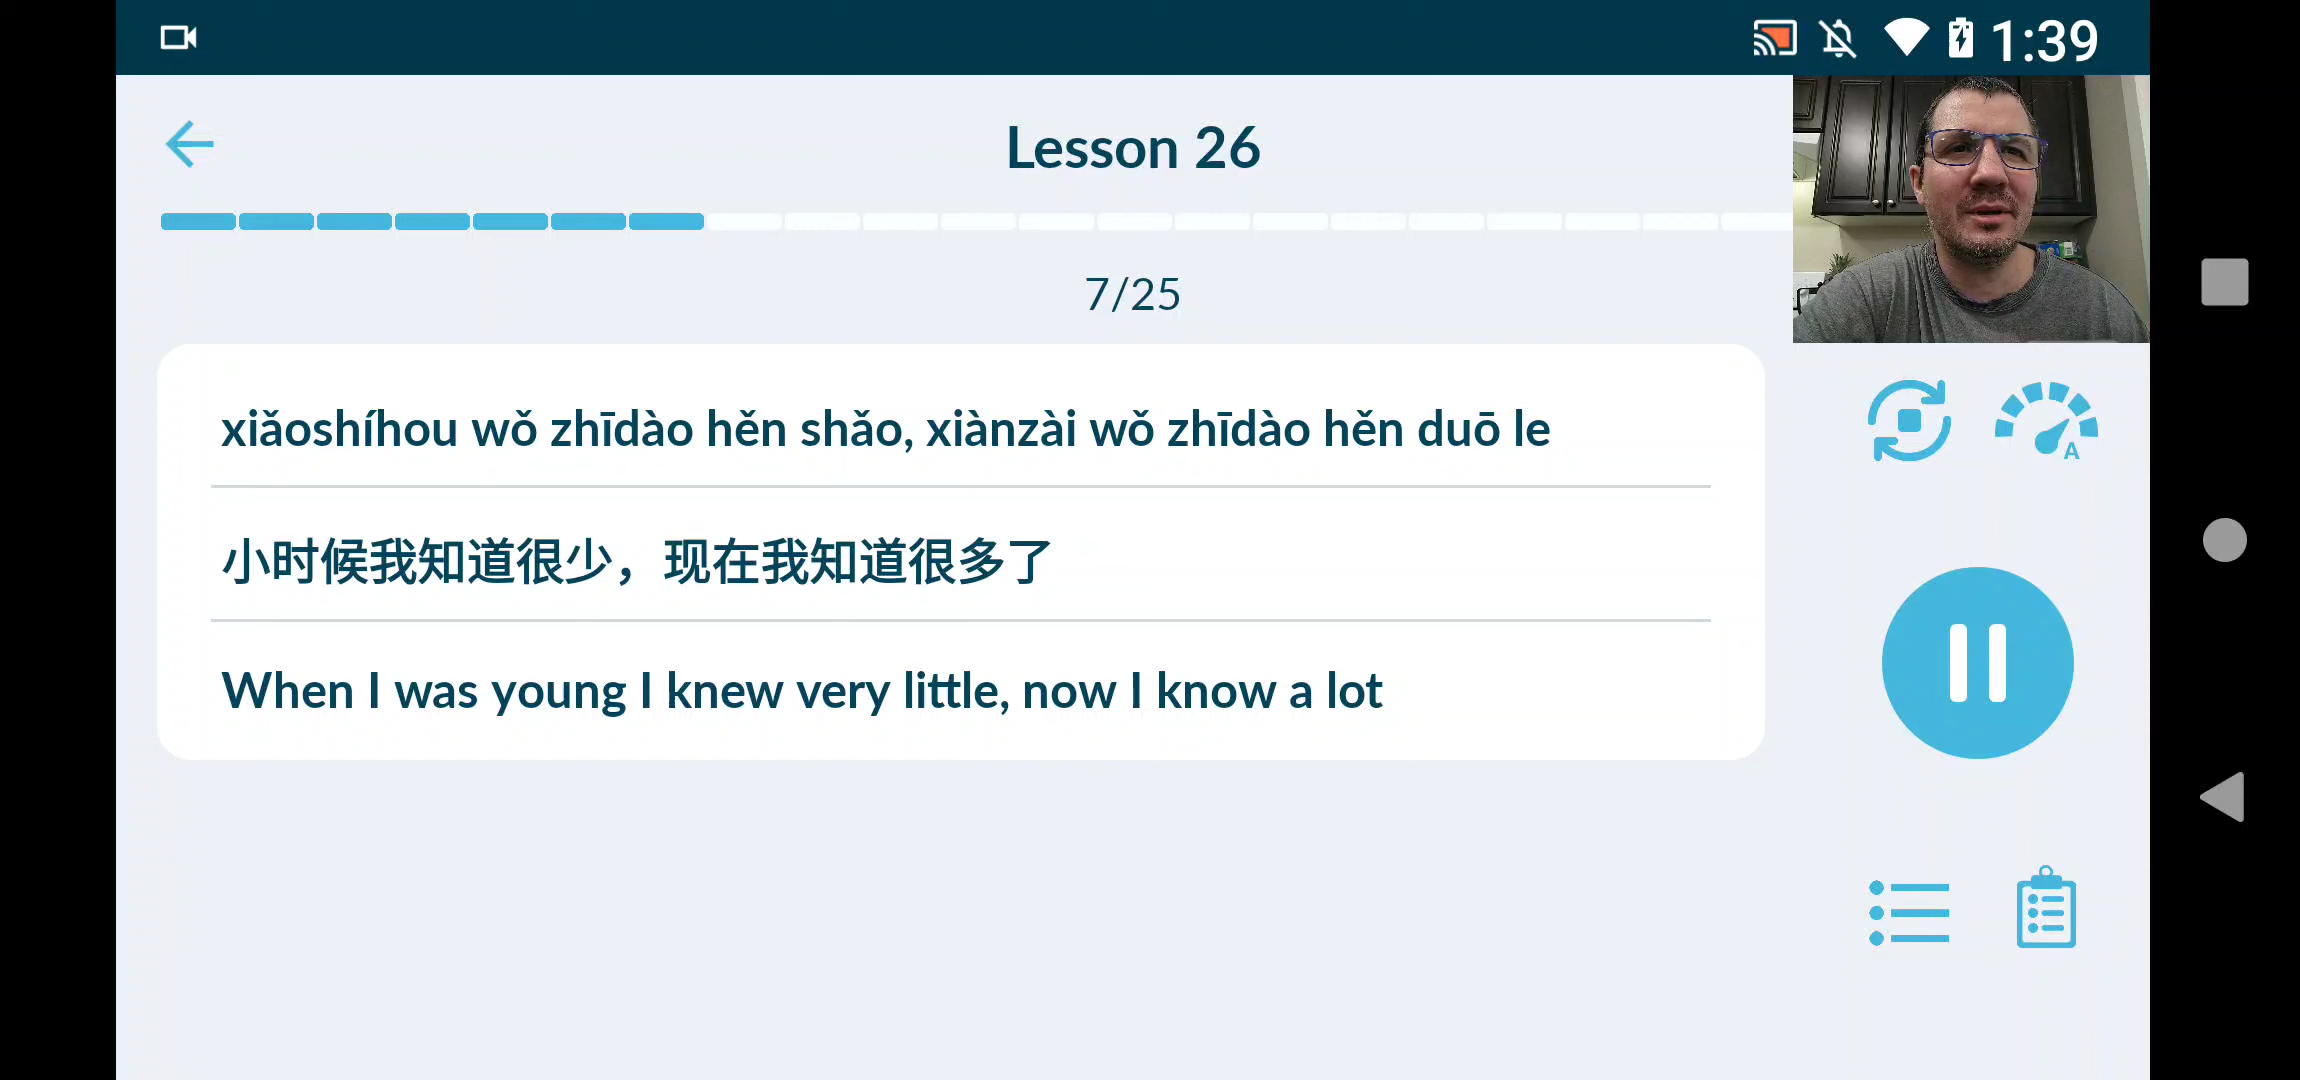 1:39
Lesson 26
7/25
xiǎoshíhou wǒ zhīdào hěn shǎo, xiànzài wǒ zhīdào hěn duō le
小时候我知道很少，现在我知道很多了
When I was young I knew very little, now I know a lot
A